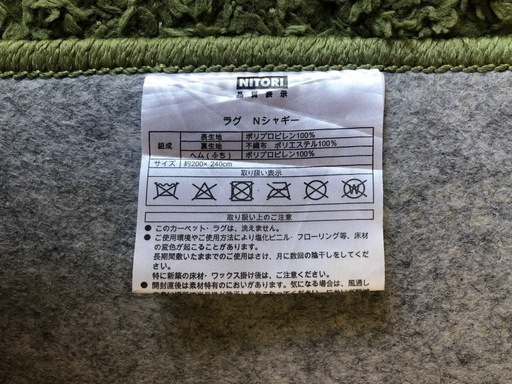 NITORI
品質表示
ラグ Nシャギー
組成 表生地 ポリプロピレン100%
裏生地 不織布 ポリエステル100%
ヘム(ふち) ポリプロピレン100%
サイズ 約200×240cm
取り扱い表示
W
取り扱い上のご注意
● このカーペット・ラグは、洗えません。
● ご使用環境やご使用方法により塩化ビニル・フローリング等、床材
の変色が起こることがあります。
長期間敷いたままでのご使用はさけ、月に数回の陰干しをしてくだ
さい。
特に新築の床材・ワックス掛け後は、ご注意ください。
● 開封直後は素材特有のにおいがあります。気になる場合は、風通し